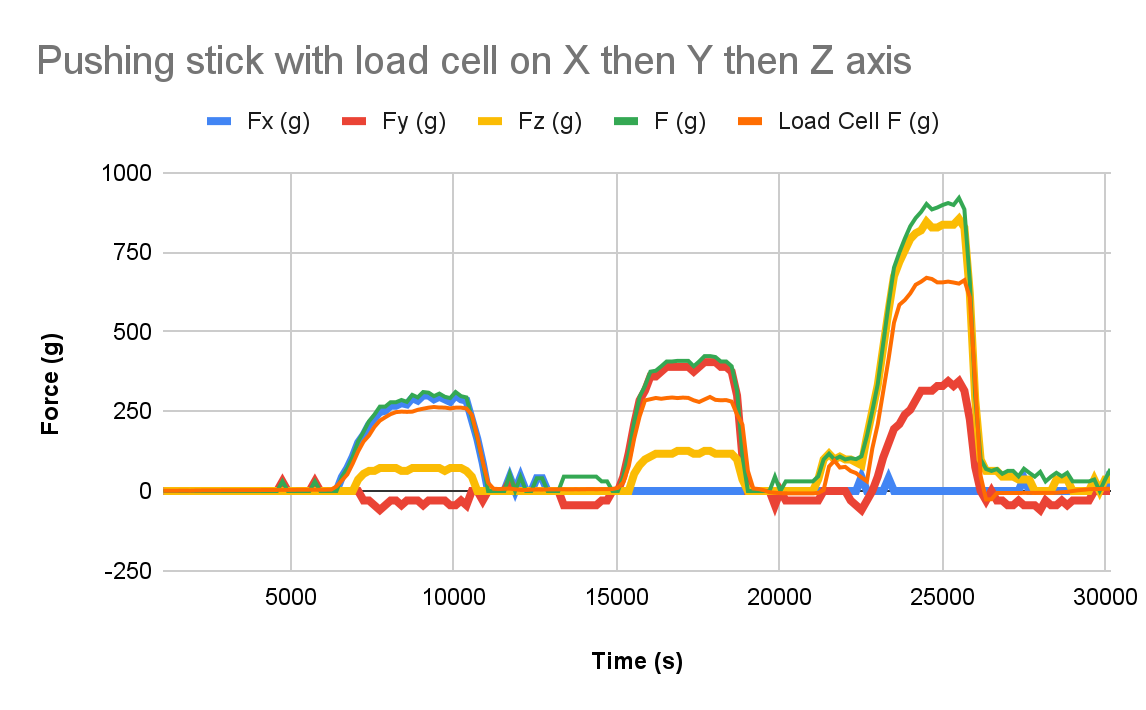 Pushing stick with load cell on X then Y then Z axis
Fx (g) Fy (g) Fz (g) F (g) Load Cell F (g)
1000
750
500
250
0
-250
Force (g)
5000 10000 15000 20000 25000 30000
Time (s)